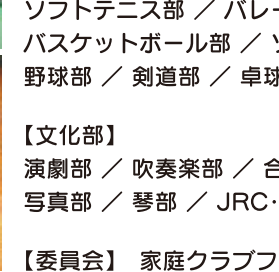 ソフトテニス部 ／ バレー
バスケットボール部 ／ ソ
野球部 ／ 剣道部 ／ 卓球
【文化部】
演劇部 ／ 吹奏楽部 ／ 合
写真部 ／ 琴部 ／ JRC・
【委員会】 家庭クラブフ